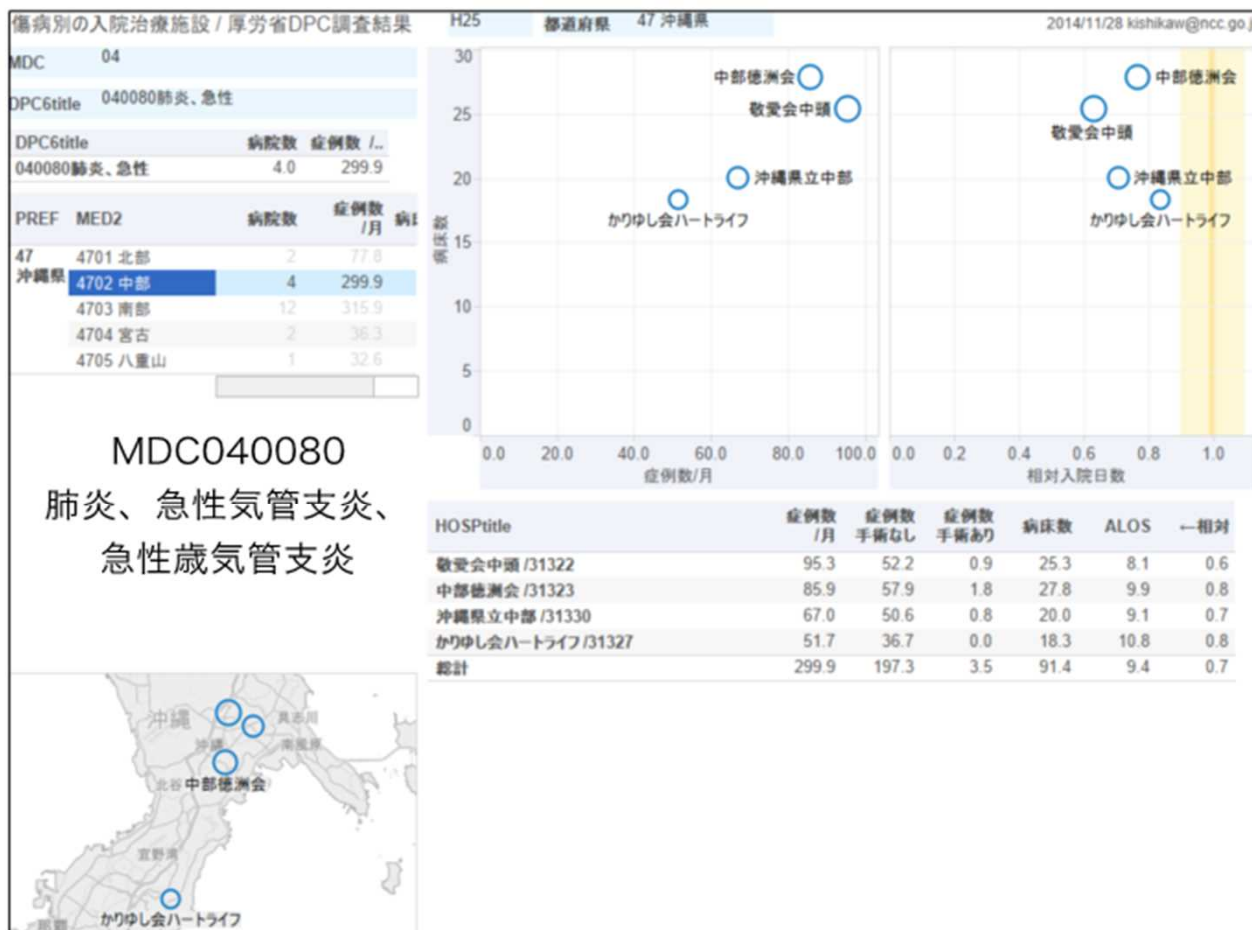 傷病別の入院治療施設 / 厚労省DPC調査結果
H25 都道府県 47 沖縄県
2014/11/28 kishikaw@ncc.go.j
MDC 04
DPC6title 040080肺炎、急性
DPC6title 病院数 症例数 /..
040080肺炎、急性 4.0 299.9
PREF MED2 病院数 症例数/月 病
47 沖縄県 4701 北部 2 77.8
4702 中部 4 299.9
4703 南部 12 315.9
4704 宮古 2 36.3
4705 八重山 1 32.6
MDC040080
肺炎、急性気管支炎、
急性歳気管支炎
病床数
30
25
20
15
10
5
0
中部徳洲会
敬愛会中頭
沖縄県立中部
かりゆし会ハートライフ
0.0 20.0 40.0 60.0 80.0 100.0
症例数/月
中部徳洲会
敬愛会中頭
沖縄県立中部
かりゆし会ハートライフ
0.0 0.2 0.4 0.6 0.8 1.0
相対入院日数
HOSPtitle 症例数/月 症例数手術なし 症例数手術あり 病床数 ALOS ←相対
敬愛会中頭 /31322 95.3 52.2 0.9 25.3 8.1 0.6
中部徳洲会 /31323 85.9 57.9 1.8 27.8 9.9 0.8
沖縄県立中部 /31330 67.0 50.6 0.8 20.0 9.1 0.7
かりゆし会ハートライフ /31327 51.7 36.7 0.0 18.3 10.8 0.8
総計 299.9 197.3 3.5 91.4 9.4 0.7
沖縄
具志川
沖縄
南風原
北谷
中部徳洲会
宜野湾
かりゆし会ハートライフ
那覇